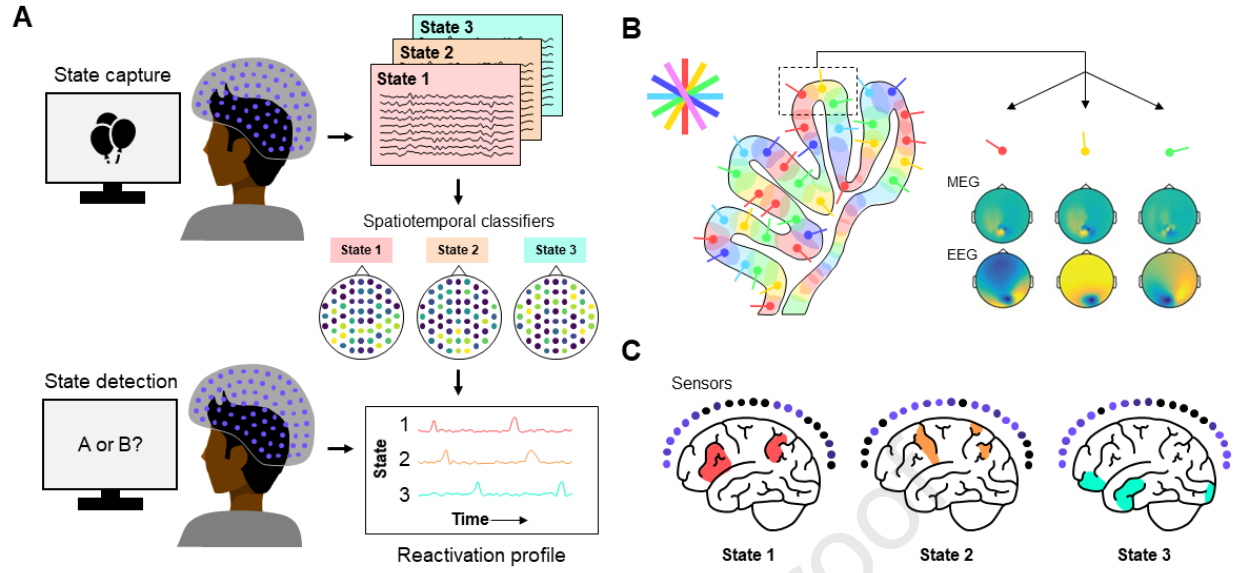 A
State capture
State 3
State 2
State 1
Spatiotemporal classifiers
State 1
State 2
State 3
State detection
A or B?
State
1
2
3
Time
Reactivation profile
B
MEG
EEG
C
Sensors
State 1
State 2
State 3